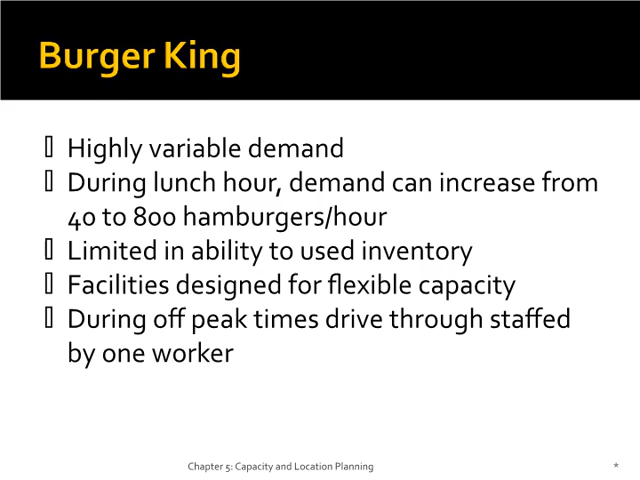 Burger King
▯ Highly variable demand
▯ During lunch hour, demand can increase from
40 to 800 hamburgers/hour
▯ Limited in ability to used inventory
▯ Facilities designed for flexible capacity
▯ During off peak times drive through staffed
by one worker
Chapter 5: Capacity and Location Planning
*